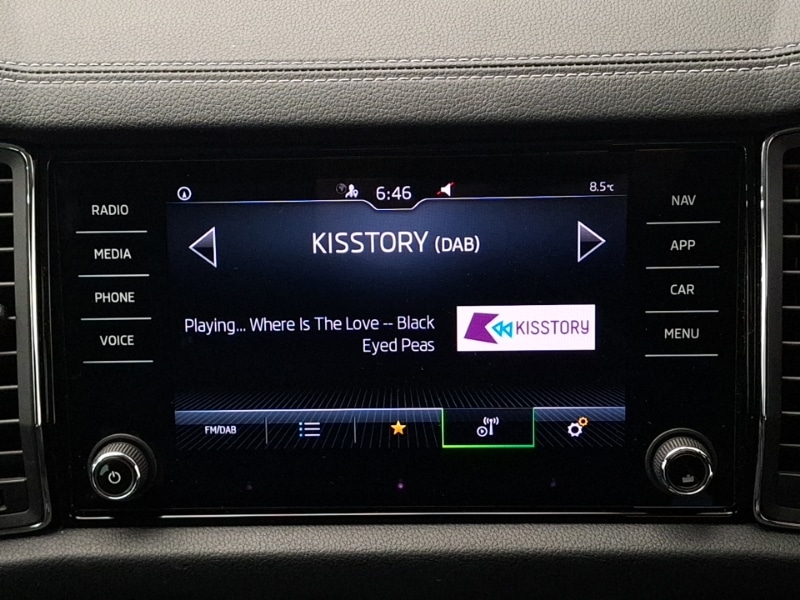 RADIO
MEDIA
PHONE
VOICE
6:46
8.5°C
KISSTORY (DAB)
Playing... Where Is The Love -- Black
Eyed Peas
KISSTORY
FM/DAB
NAV
APP
CAR
MENU